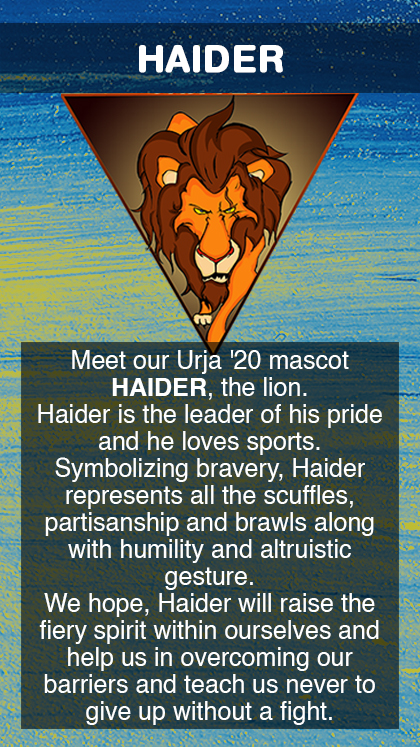 HAIDER
Meet our Urja '20 mascot
HAIDER, the lion.
Haider is the leader of his pride
and he loves sports.
Symbolizing bravery, Haider
represents all the scuffles,
partisanship and brawls along
with humility and altruistic
gesture.
We hope, Haider will raise the
fiery spirit within ourselves and
help us in overcoming our
barriers and teach us never to
give up without a fight.